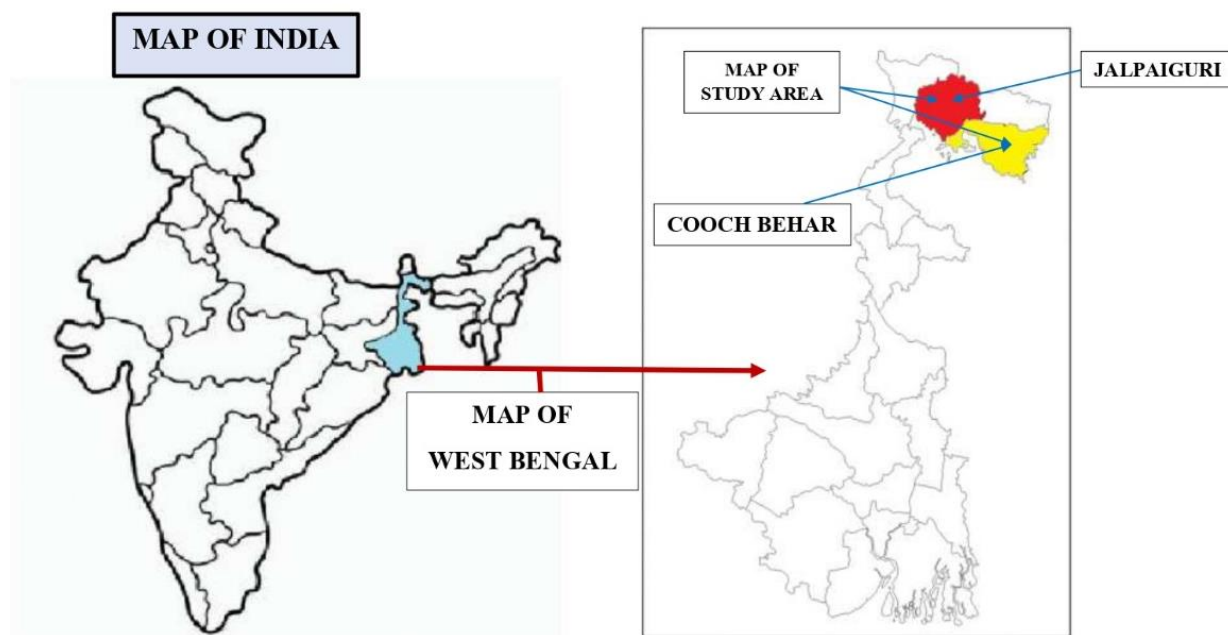 MAP OF INDIA
MAP OF
STUDY AREA
JALPAIGURI
COOCH BEHAR
MAP OF
WEST BENGAL